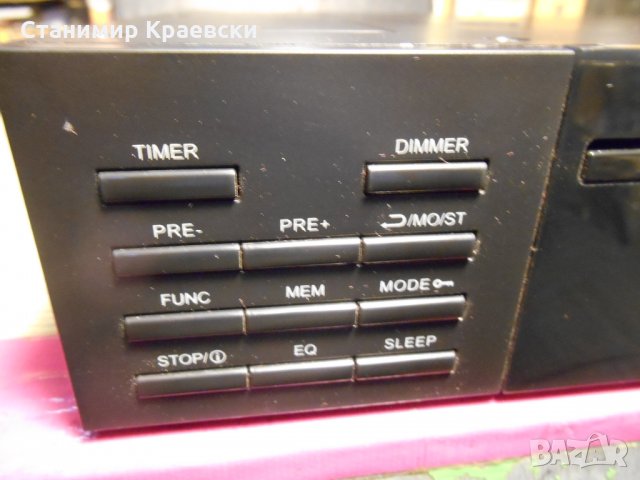 Станимир Краевски
TIMER DIMMER
PRE- PRE+ ⮌/MO/ST
FUNC MEM MODE
STOP/ⓘ EQ SLEEP
BAZAR